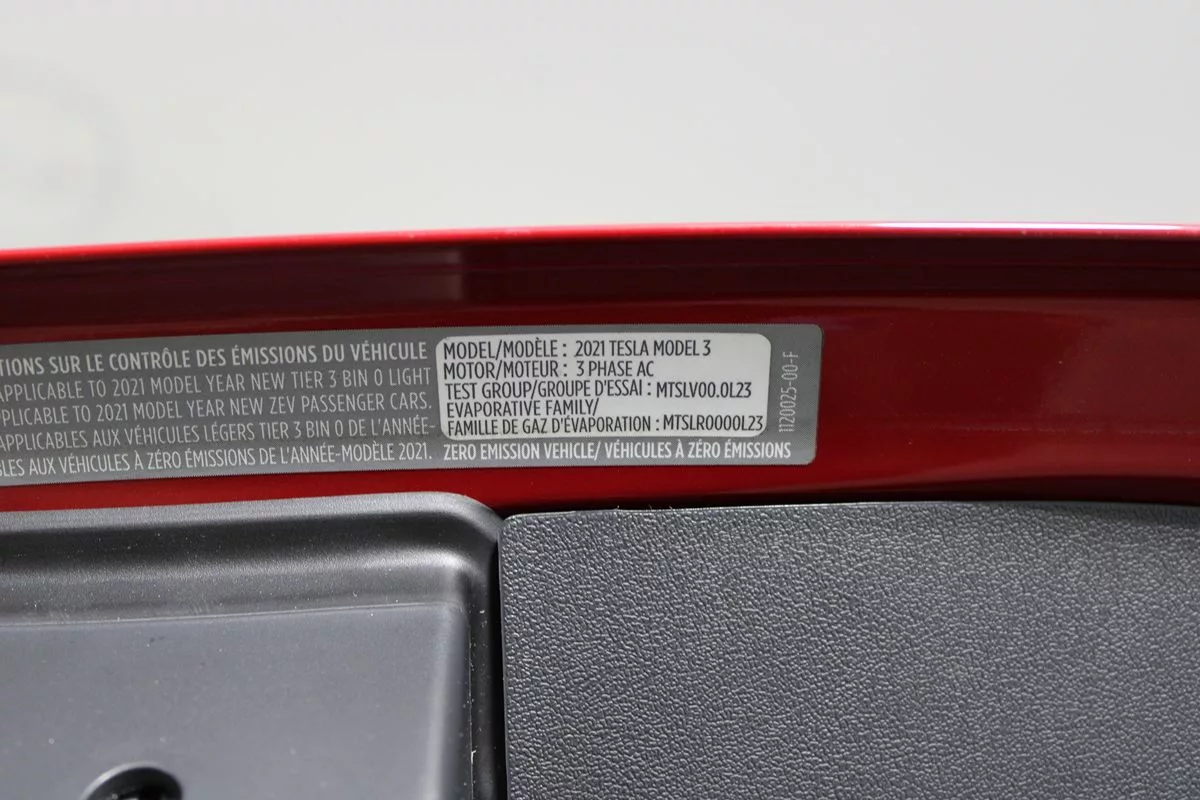 TIONS SUR LE CONTRÔLE DES ÉMISSIONS DU VÉHICULE
APPLICABLE TO 2021 MODEL YEAR NEW TIER 3 BIN 0 LIGHT
PLICABLE TO 2021 MODEL YEAR NEW ZEV PASSENGER CARS.
APPLICABLES AUX VÉHICULES LÉGERS TIER 3 BIN 0 DE L'ANNÉE-
BLES AUX VÉHICULES À ZÉRO ÉMISSIONS DE L'ANNÉE-MODÈLE 2021.
MODEL/MODÈLE : 2021 TESLA MODEL 3
MOTOR/MOTEUR : 3 PHASE AC
TEST GROUP/GROUPE D'ESSAI : MTSLV00.0L23
EVAPORATIVE FAMILY/
FAMILLE DE GAZ D'ÉVAPORATION : MTSLR0000L23
ZERO EMISSION VEHICLE/ VÉHICULES À ZÉRO ÉMISSIONS
1120025-00-F